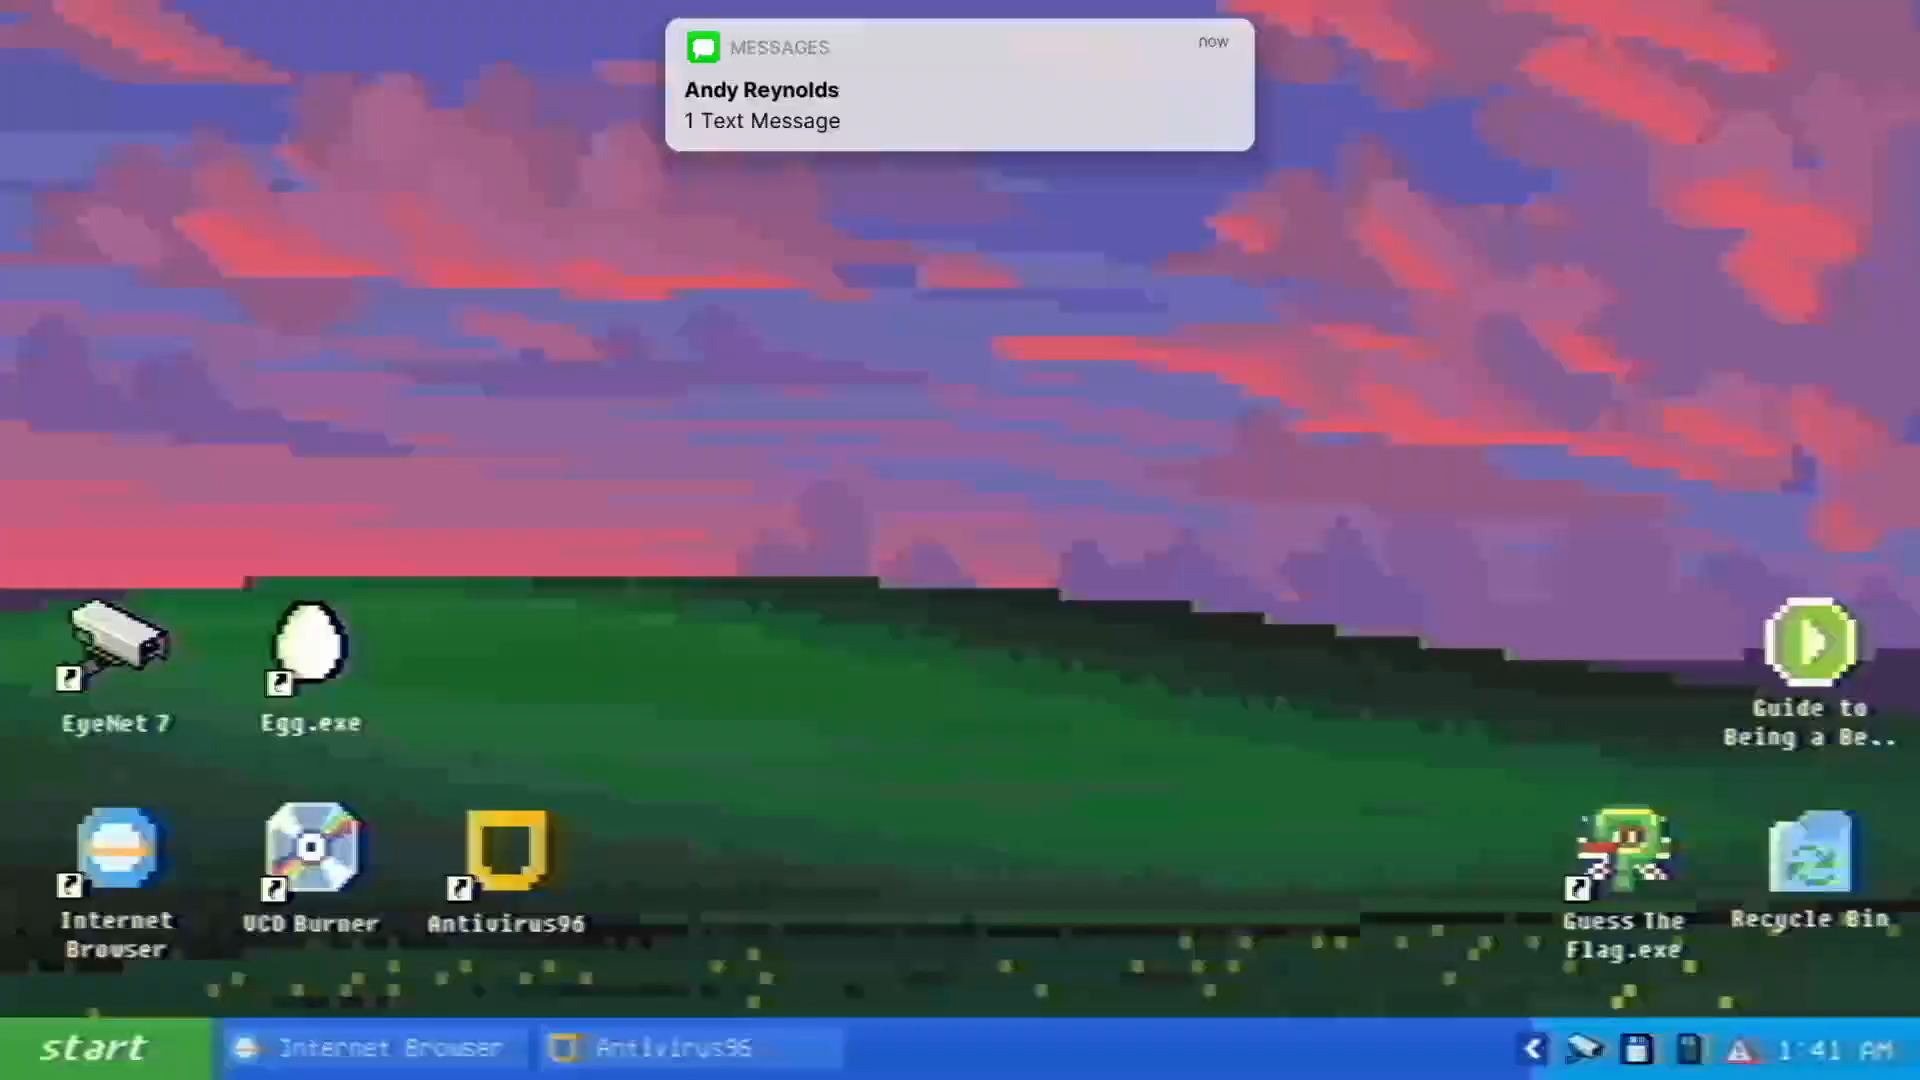 MESSAGES
now
Andy Reynolds
1 Text Message
EyeNet 7
Egg.exe
Guide to
Being a Be..
Internet
Browser
VCD Burner
Antivirus96
Guess The
Flag.exe
Recycle Bin
start
Internet Browser
Antivirus96
1:41 AM